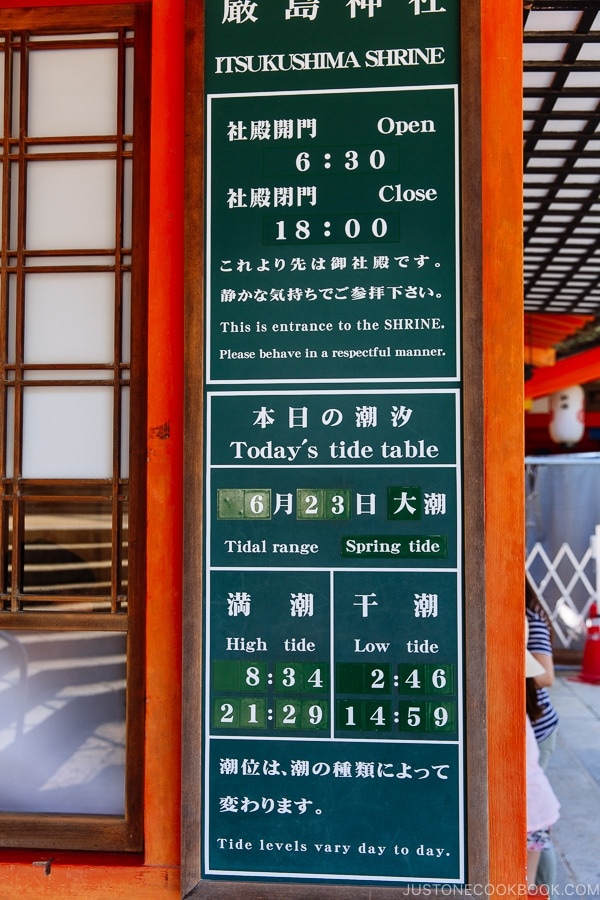 厳島神社
ITSUKUSHIMA SHRINE
社殿開門 Open
6:30
社殿閉門 Close
18:00
これより先は御社殿です。
静かな気持ちでご参拝下さい。
This is entrance to the SHRINE.
Please behave in a respectful manner.
本日の潮汐
Today's tide table
6月23日 大潮
Tidal range Spring tide
満潮 干潮
High tide Low tide
8:34 2:46
21:29 14:59
潮位は、潮の種類によって
変わります。
Tide levels vary day to day.
JUSTONECOOKBOOK.COM